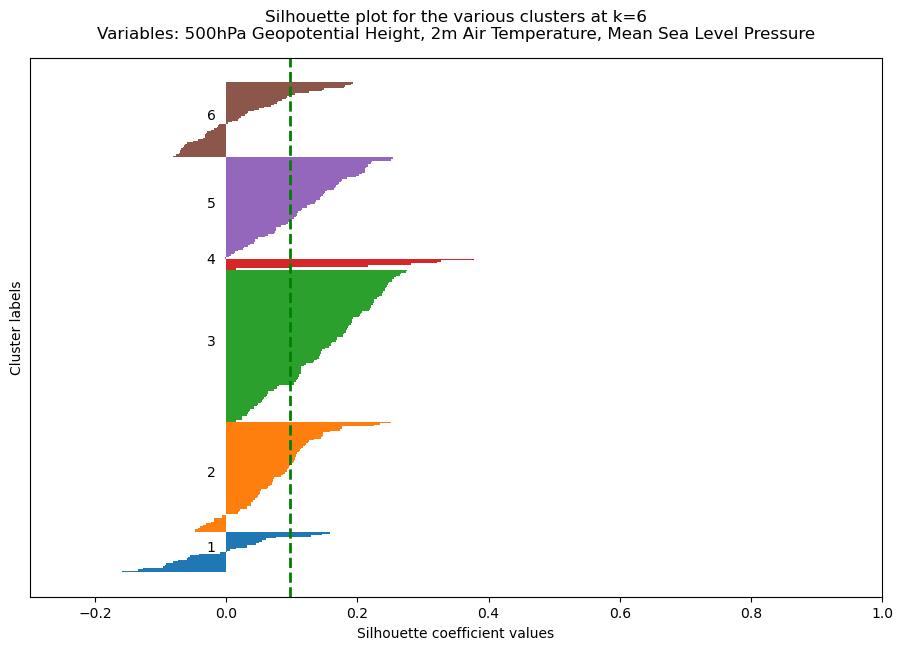 Silhouette plot for the various clusters at k=6
Variables: 500hPa Geopotential Height, 2m Air Temperature, Mean Sea Level Pressure
Cluster labels
6
5
4
3
2
1
−0.2 0.0 0.2 0.4 0.6 0.8 1.0
Silhouette coefficient values